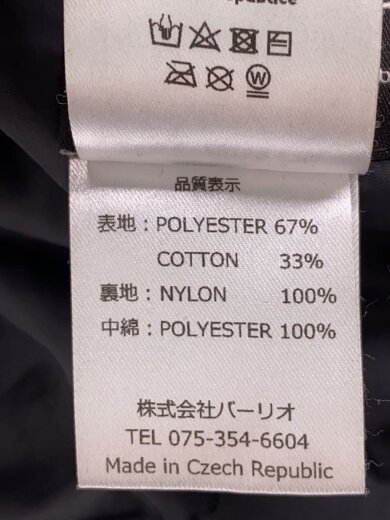 品質表示
表地：POLYESTER 67%
COTTON 33%
裏地：NYLON 100%
中綿：POLYESTER 100%
株式会社バーリオ
TEL 075-354-6604
Made in Czech Republic